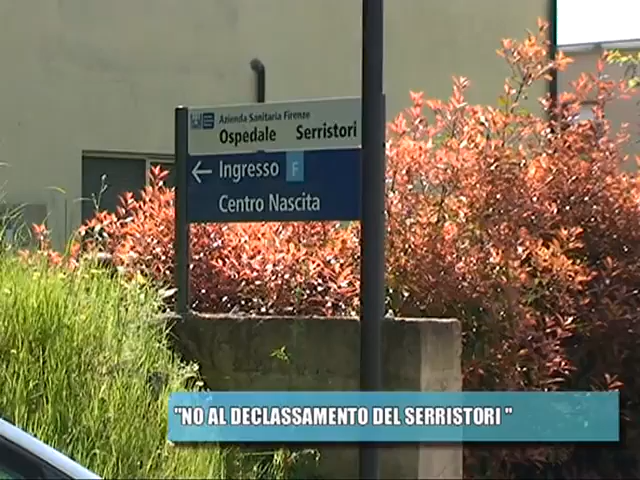 Azienda Sanitaria Firenze
Ospedale Serristori
Ingresso F
Centro Nascita
"NO AL DECLASSAMENTO DEL SERRISTORI "